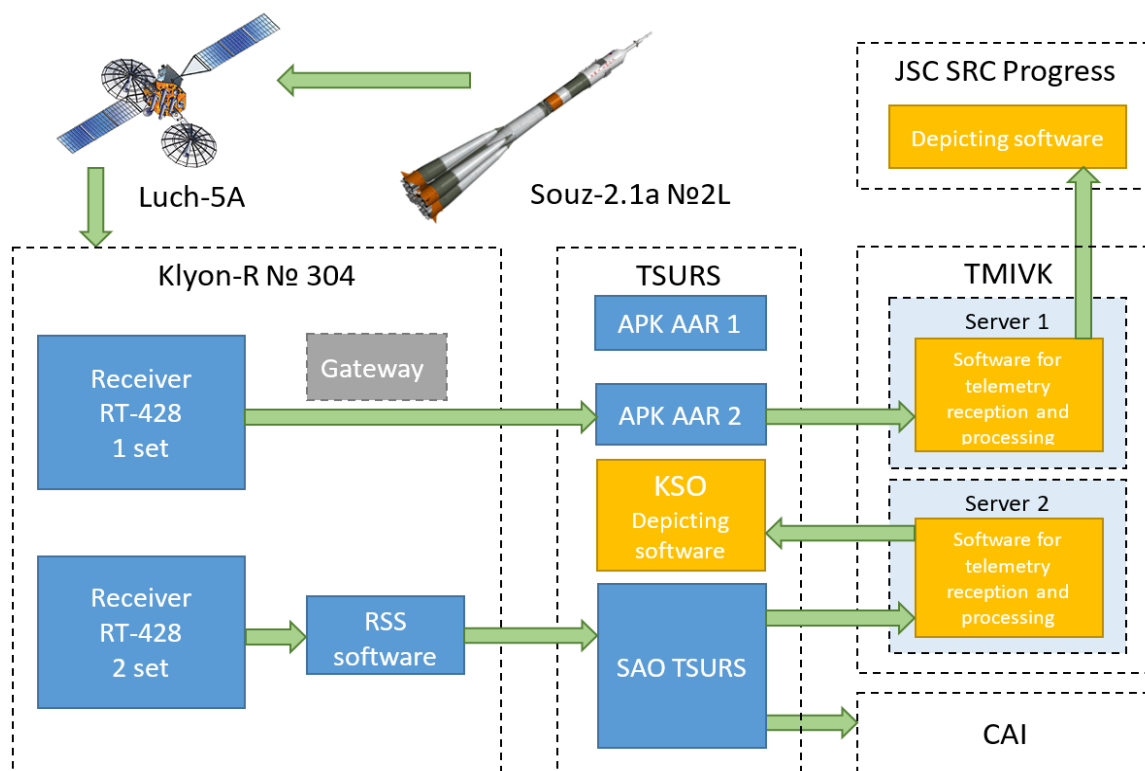 JSC SRC Progress
Depicting software
Luch-5A
Souz-2.1a №2L
Klyon-R № 304
Receiver
RT-428
1 set
Gateway
Receiver
RT-428
2 set
RSS
software
TSURS
APK AAR 1
APK AAR 2
KSO
Depicting
software
SAO TSURS
TMIVK
Server 1
Software for
telemetry
reception and
processing
Server 2
Software for
telemetry
reception and
processing
CAI